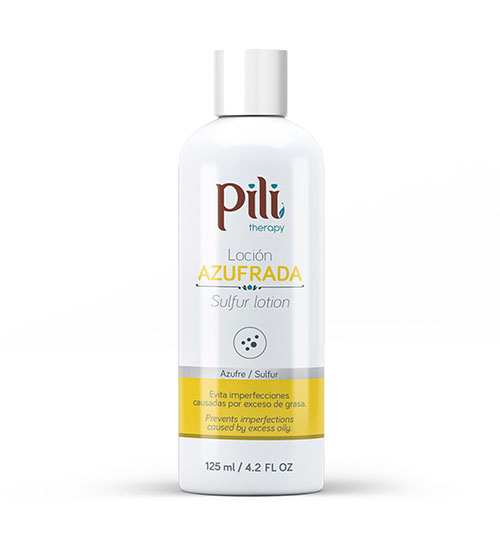 Pili
therapy
Loción
AZUFRADA
Sulfur lotion
Azufre / Sulfur
Evita imperfecciones
causadas por exceso de grasa.
Prevents imperfections
caused by excess oily.
125 ml / 4.2 FL OZ